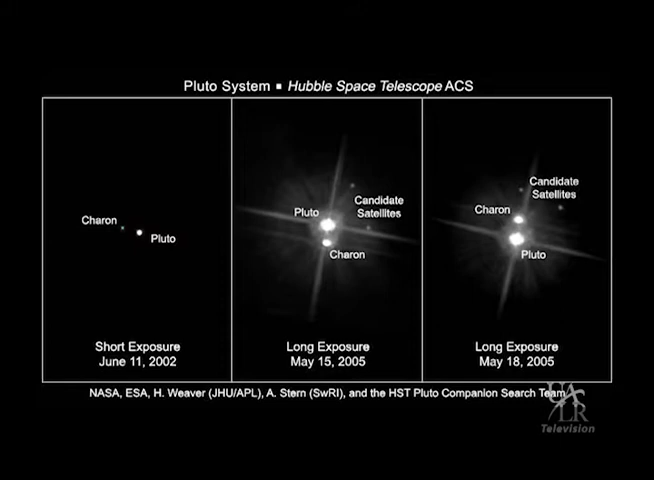 Pluto System ▪ Hubble Space Telescope ACS
Charon
Pluto
Short Exposure
June 11, 2002
Pluto
Candidate
Satellites
Charon
Long Exposure
May 15, 2005
Candidate
Satellites
Charon
Pluto
Long Exposure
May 18, 2005
NASA, ESA, H. Weaver (JHU/APL), A. Stern (SwRI), and the HST Pluto Companion Search Team
UALR
Television